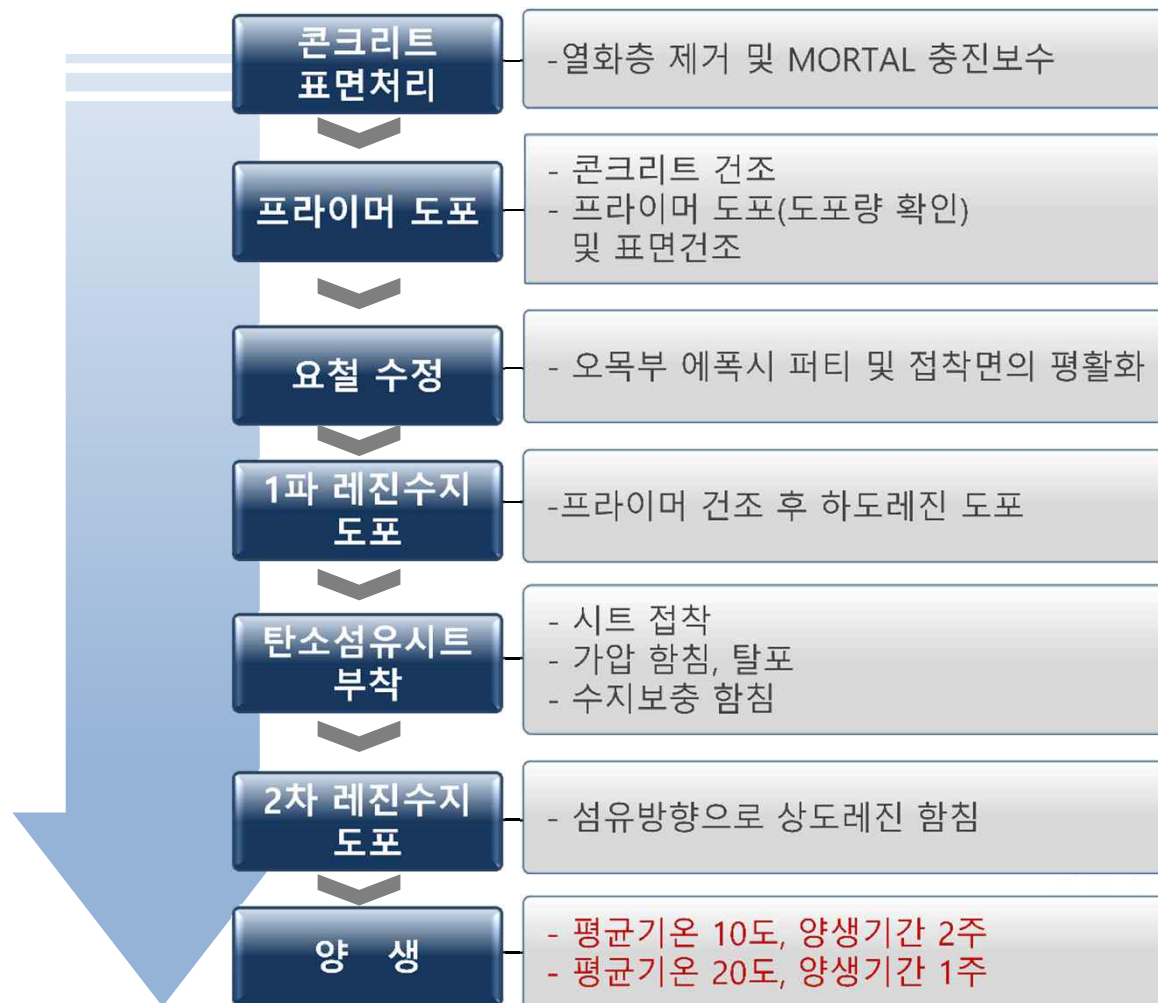 콘크리트
표면처리
-열화층 제거 및 MORTAL 충진보수
프라이머 도포
- 콘크리트 건조
- 프라이머 도포(도포량 확인)
및 표면건조
요철 수정
- 오목부 에폭시 퍼티 및 접착면의 평활화
1파 레진수지
도포
-프라이머 건조 후 하도레진 도포
탄소섬유시트
부착
- 시트 접착
- 가압 함침, 탈포
- 수지보충 함침
2차 레진수지
도포
- 섬유방향으로 상도레진 함침
양 생
- 평균기온 10도, 양생기간 2주
- 평균기온 20도, 양생기간 1주